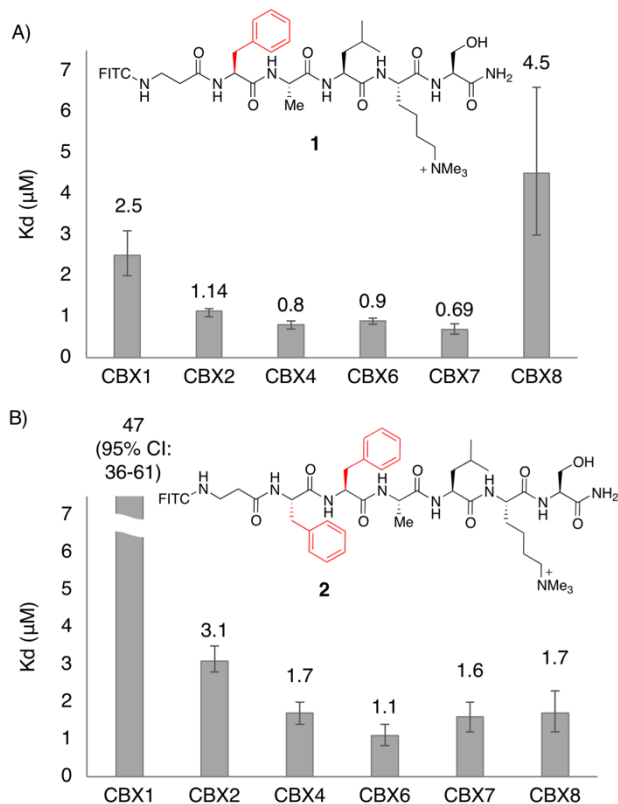 A)
7
6
5
4
3
2
1
0
Kd (µM)
FITC
N
H
O
H
N
O
Me
H
N
O
N
H
O
H
N
O
N
H
OH
NH₂
O
+ NMe₃
1
2.5
1.14
0.8
0.9
0.69
4.5
CBX1 CBX2 CBX4 CBX6 CBX7 CBX8
B)
47
(95% CI:
36-61)
7
6
5
4
3
2
1
0
Kd (µM)
FITC
H
N
O
H
N
O
N
H
O
H
N
Me
O
N
H
O
H
N
O
N
H
OH
NH₂
O
+
NMe₃
2
3.1
1.7
1.1
1.6
1.7
CBX1 CBX2 CBX4 CBX6 CBX7 CBX8